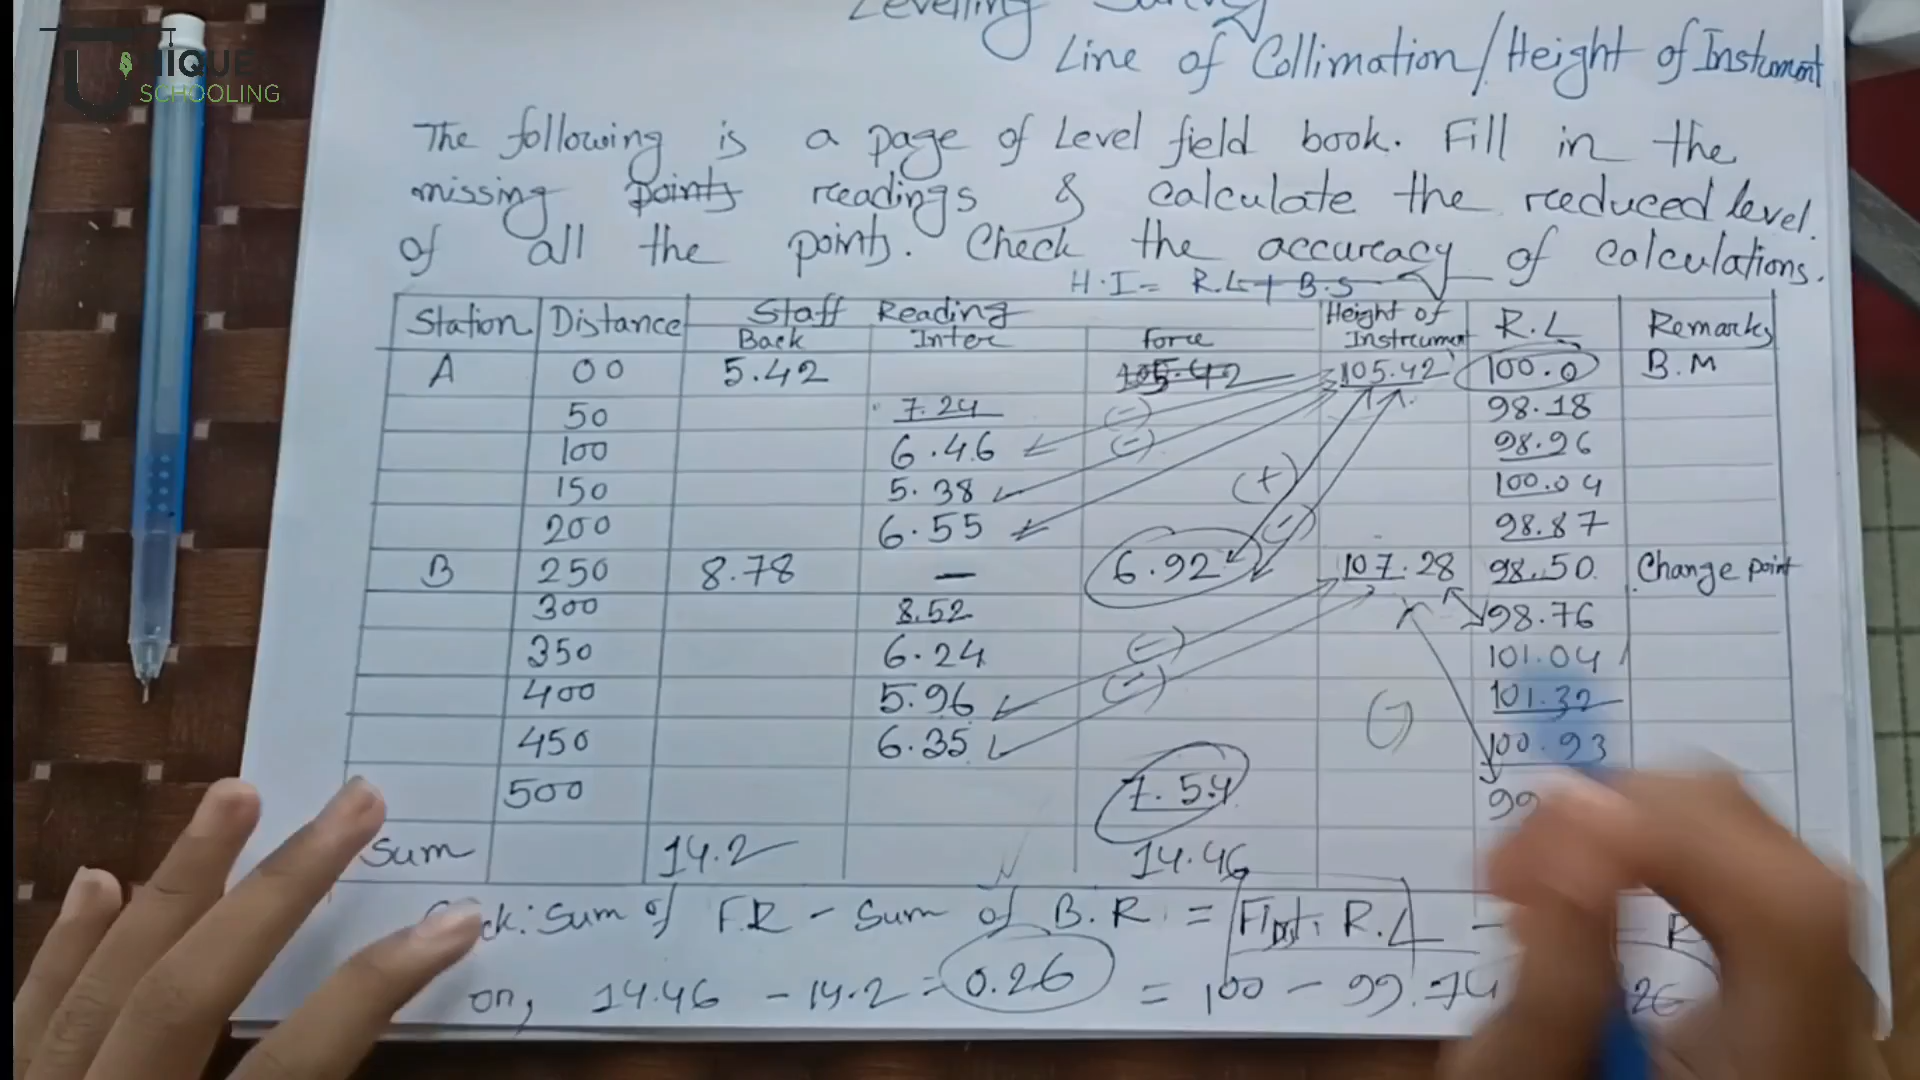 UNIQUE
SCHOOLING
Levelling Survey
Line of Collimation/Height of Instrument
The following is a page of Level field book. Fill in the
missing points readings & calculate the reduced level
of all the points. Check the accuracy of calculations.
H.I = R.L + B.S
Station Distance Staff Reading Height of Instrument R.L Remarks
Back Inter Force
A 00 5.42 105.42 105.42 100.0 B.M
50 7.24 98.18
100 6.46 (-) 98.96
150 5.38 (-) 100.04
200 6.55 (+) (-) 98.87
B 250 8.78 — 6.92 107.28 98.50 Change point
300 8.52 98.76
350 6.24 (-) 101.04
400 5.96 (-) 101.32
450 6.35 (-) 100.93
500 7.54 99
Sum 14.2 14.46
ck: Sum of F.R - Sum of B.R = First R.L - R
on, 14.46 - 14.2 = 0.26 = 100 - 99.74 26